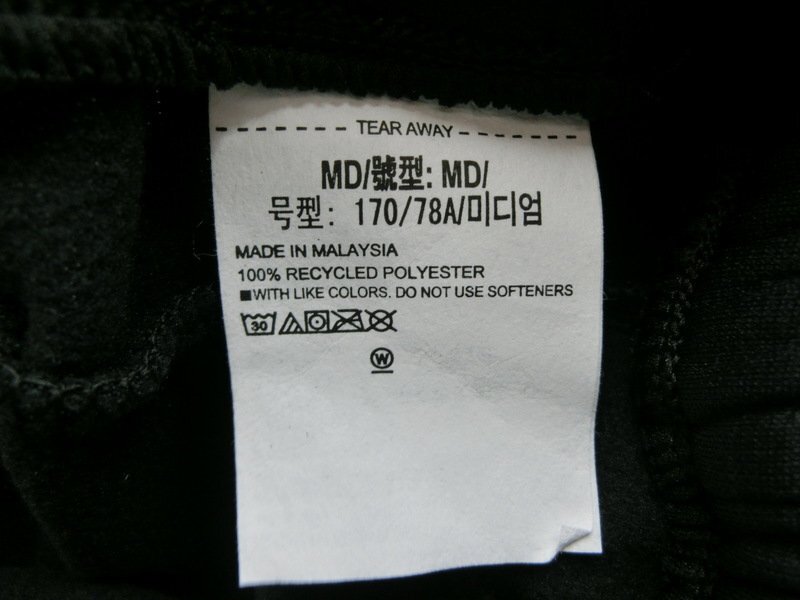 TEAR AWAY
MD/號型: MD/
号型: 170/78A/미디엄
MADE IN MALAYSIA
100% RECYCLED POLYESTER
■WITH LIKE COLORS. DO NOT USE SOFTENERS
30
W